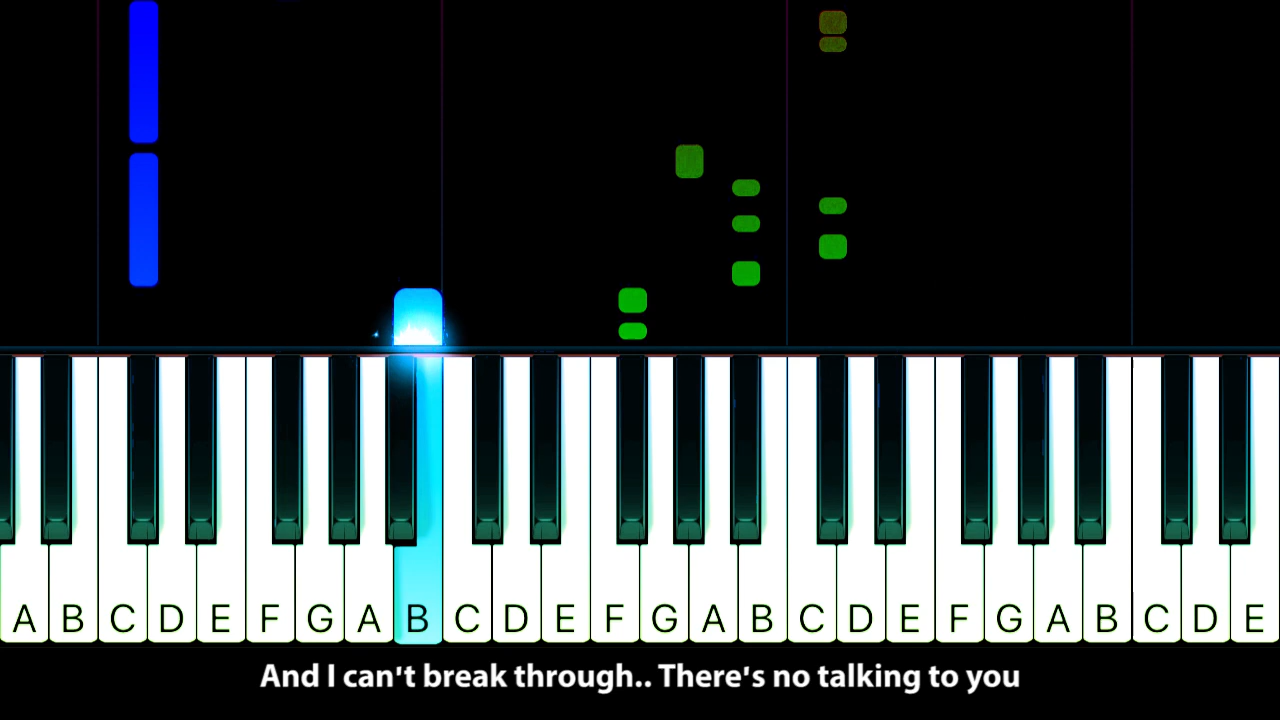 A B C D E F G A B C D E F G A B C D E F G A B C D E
And I can't break through.. There's no talking to you